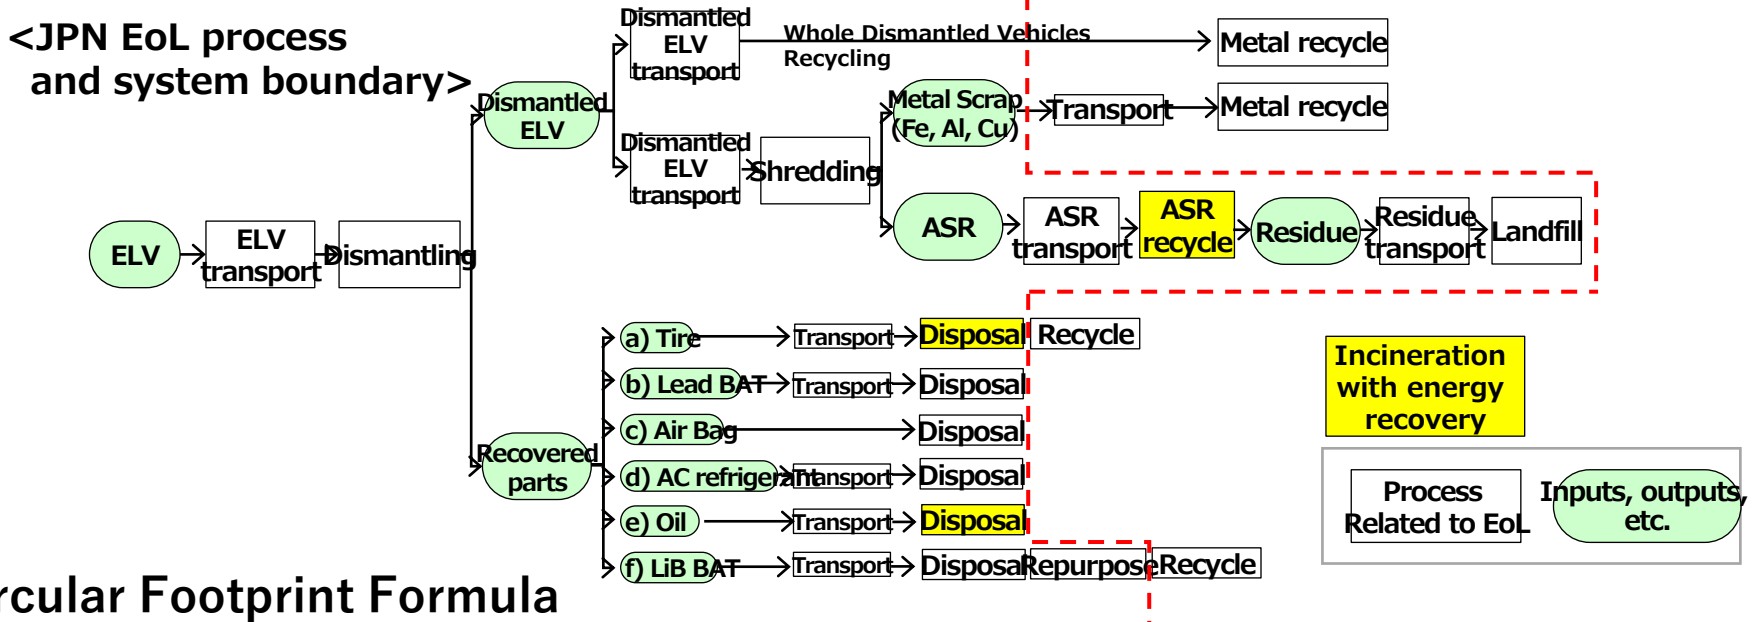 <JPN EoL process
and system boundary>
Dismantled
ELV
transport
Whole Dismantled Vehicles
Recycling
Metal recycle
Dismantled
ELV
Dismantled
ELV
transport
Shredding
Metal Scrap
(Fe, Al, Cu)
Transport
Metal recycle
ELV
ELV
transport
Dismantling
ASR
ASR
transport
ASR
recycle
Residue
Residue
transport
Landfill
Recovered
parts
a) Tire
Transport
Disposal
Recycle
b) Lead BAT
Transport
Disposal
c) Air Bag
Disposal
d) AC refrigerant
Transport
Disposal
e) Oil
Transport
Disposal
f) LiB BAT
Transport
Disposal
Repurpose
Recycle
Incineration
with energy
recovery
Process
Related to EoL
Inputs, outputs,
etc.
rcular Footprint Formula